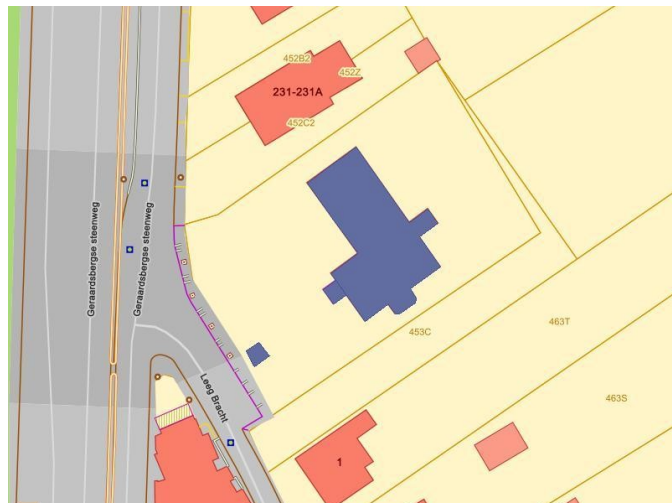 452B2
452Z
231-231A
452C2
Geraardsbergse steenweg
Geraardsbergse steenweg
453C
463T
Leeg Bracht
463S
1